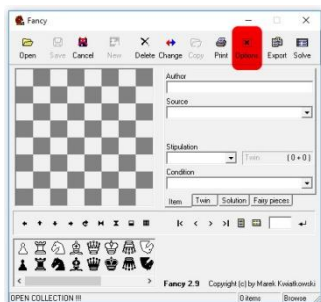 Fancy
Open Save Cancel New Delete Change Copy Print Options Export Solve
Author
Source
Stipulation
Twin ( 0 + 0 )
Condition
Item Twin Solution Fairy pieces
Fancy 2.9 Copyright (c) by Marek Kwiatkowski
OPEN COLLECTION !!! 0 items Browse